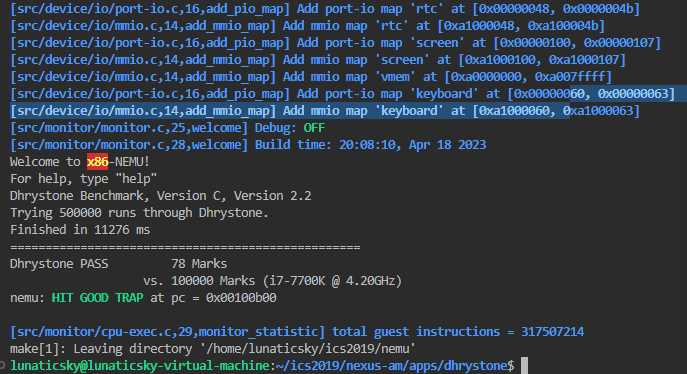 [src/device/io/port-io.c,16,add_pio_map] Add port-io map 'rtc' at [0x00000048, 0x0000004b]
[src/device/io/mmio.c,14,add_mmio_map] Add mmio map 'rtc' at [0xa1000048, 0xa100004b]
[src/device/io/port-io.c,16,add_pio_map] Add port-io map 'screen' at [0x00000100, 0x00000107]
[src/device/io/mmio.c,14,add_mmio_map] Add mmio map 'screen' at [0xa1000100, 0xa1000107]
[src/device/io/mmio.c,14,add_mmio_map] Add mmio map 'vmem' at [0xa0000000, 0xa007ffff]
[src/device/io/port-io.c,16,add_pio_map] Add port-io map 'keyboard' at [0x00000060, 0x00000063]
[src/device/io/mmio.c,14,add_mmio_map] Add mmio map 'keyboard' at [0xa1000060, 0xa1000063]
[src/monitor/monitor.c,25,welcome] Debug: OFF
[src/monitor/monitor.c,28,welcome] Build time: 20:08:10, Apr 18 2023
Welcome to x86-NEMU!
For help, type "help"
Dhrystone Benchmark, Version C, Version 2.2
Trying 500000 runs through Dhrystone.
Finished in 11276 ms
==================================================
Dhrystone PASS         78 Marks
                   vs. 100000 Marks (i7-7700K @ 4.20GHz)
nemu: HIT GOOD TRAP at pc = 0x00100b00
[src/monitor/cpu-exec.c,29,monitor_statistic] total guest instructions = 317507214
make[1]: Leaving directory '/home/lunaticsky/ics2019/nemu'
lunaticsky@lunaticsky-virtual-machine:~/ics2019/nexus-am/apps/dhrystone$